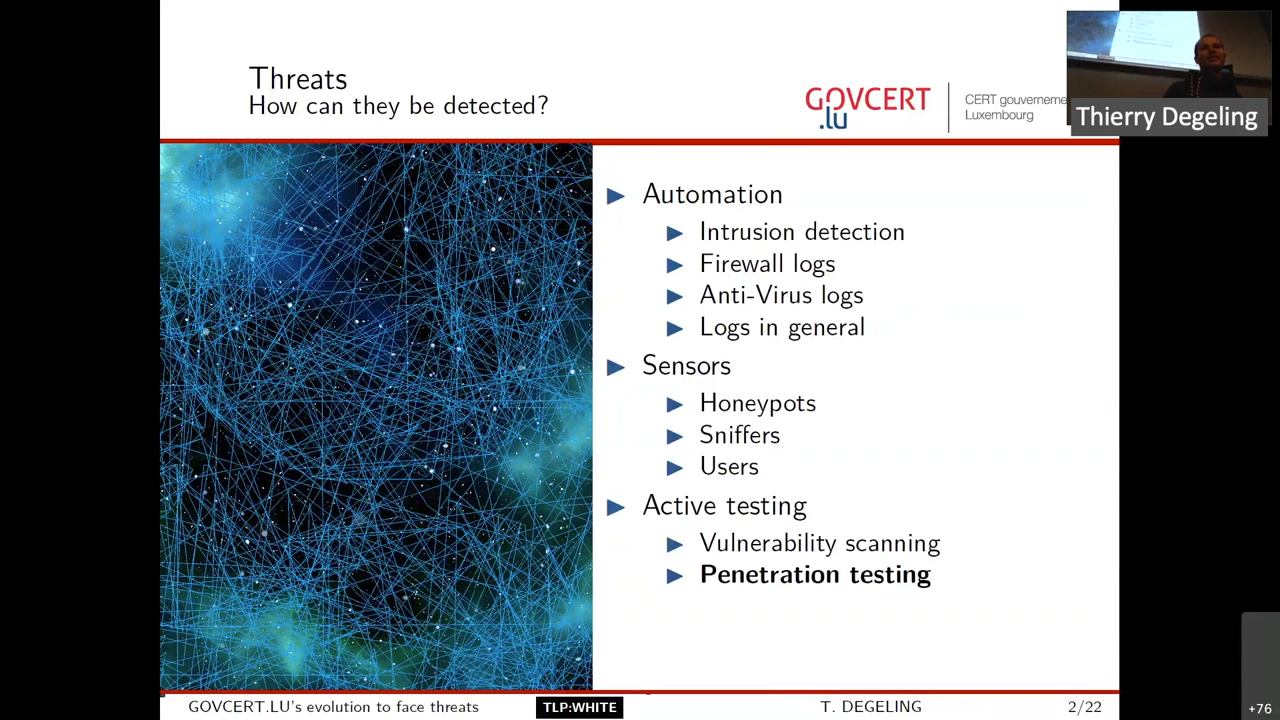 Threats
How can they be detected?
GOVCERT
.lu
CERT gouverneme
Luxembourg
Thierry Degeling
Automation
Intrusion detection
Firewall logs
Anti-Virus logs
Logs in general
Sensors
Honeypots
Sniffers
Users
Active testing
Vulnerability scanning
Penetration testing
GOVCERT.LU's evolution to face threats
TLP:WHITE
T. DEGELING
2/22
+76